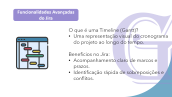 Funcionalidades Avançadas
do Jira
O que é uma Timeline (Gantt)?
• Uma representação visual do cronograma
do projeto ao longo do tempo.
Benefícios no Jira:
• Acompanhamento claro de marcos e
prazos.
• Identificação rápida de sobreposições e
conflitos.